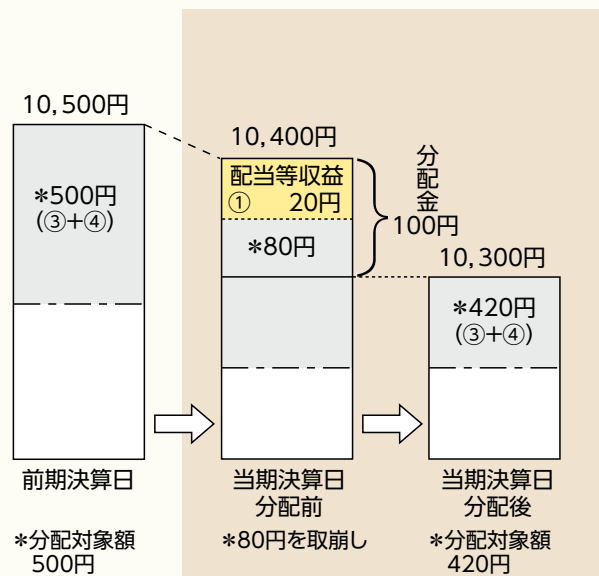 10,500円
*500円
(③+④)
前期決算日
*分配対象額
500円
10,400円
配当等収益
① 20円
*80円
分配金
100円
当期決算日
分配前
*80円を取崩し
10,300円
*420円
(③+④)
当期決算日
分配後
*分配対象額
420円